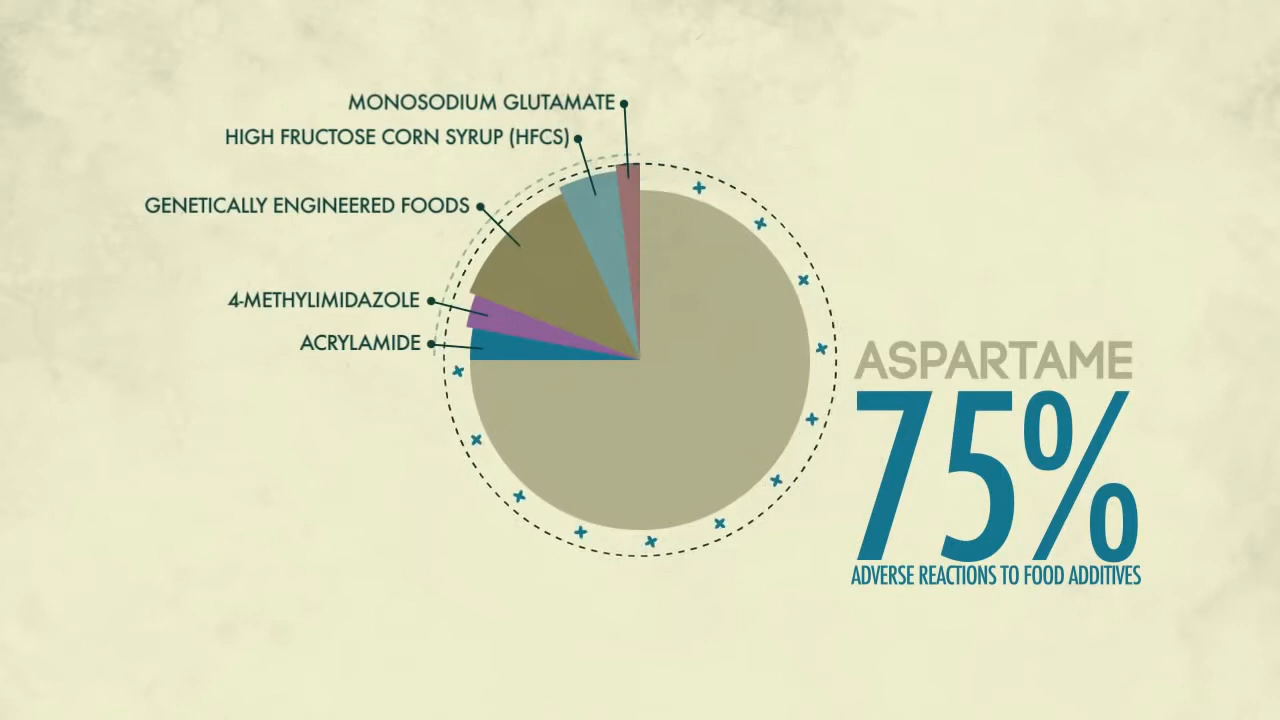 MONOSODIUM GLUTAMATE
HIGH FRUCTOSE CORN SYRUP (HFCS)
GENETICALLY ENGINEERED FOODS
4-METHYLIMIDAZOLE
ACRYLAMIDE
ASPARTAME
75%
ADVERSE REACTIONS TO FOOD ADDITIVES